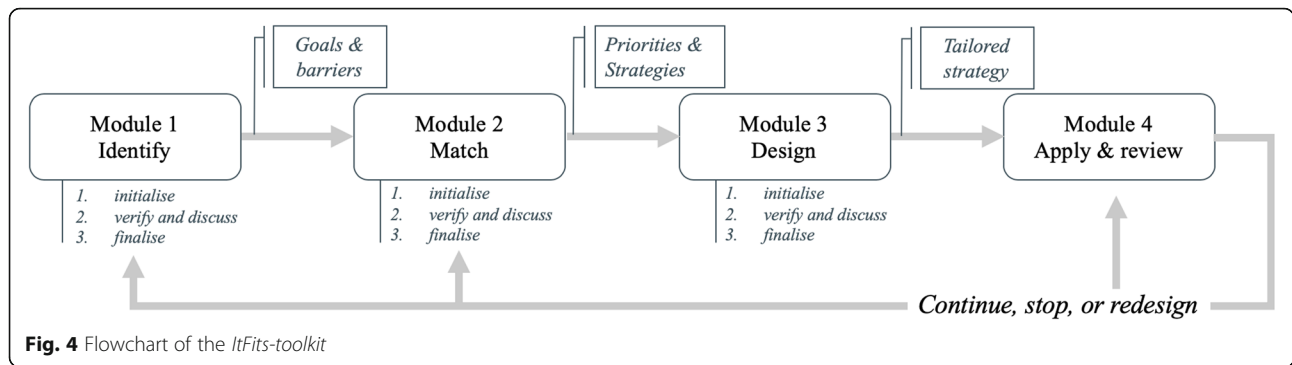 Goals &
barriers
Priorities &
Strategies
Tailored
strategy
Module 1
Identify
Module 2
Match
Module 3
Design
Module 4
Apply & review
1. initialise
2. verify and discuss
3. finalise
1. initialise
2. verify and discuss
3. finalise
1. initialise
2. verify and discuss
3. finalise
Continue, stop, or redesign
Fig. 4 Flowchart of the ItFits-toolkit